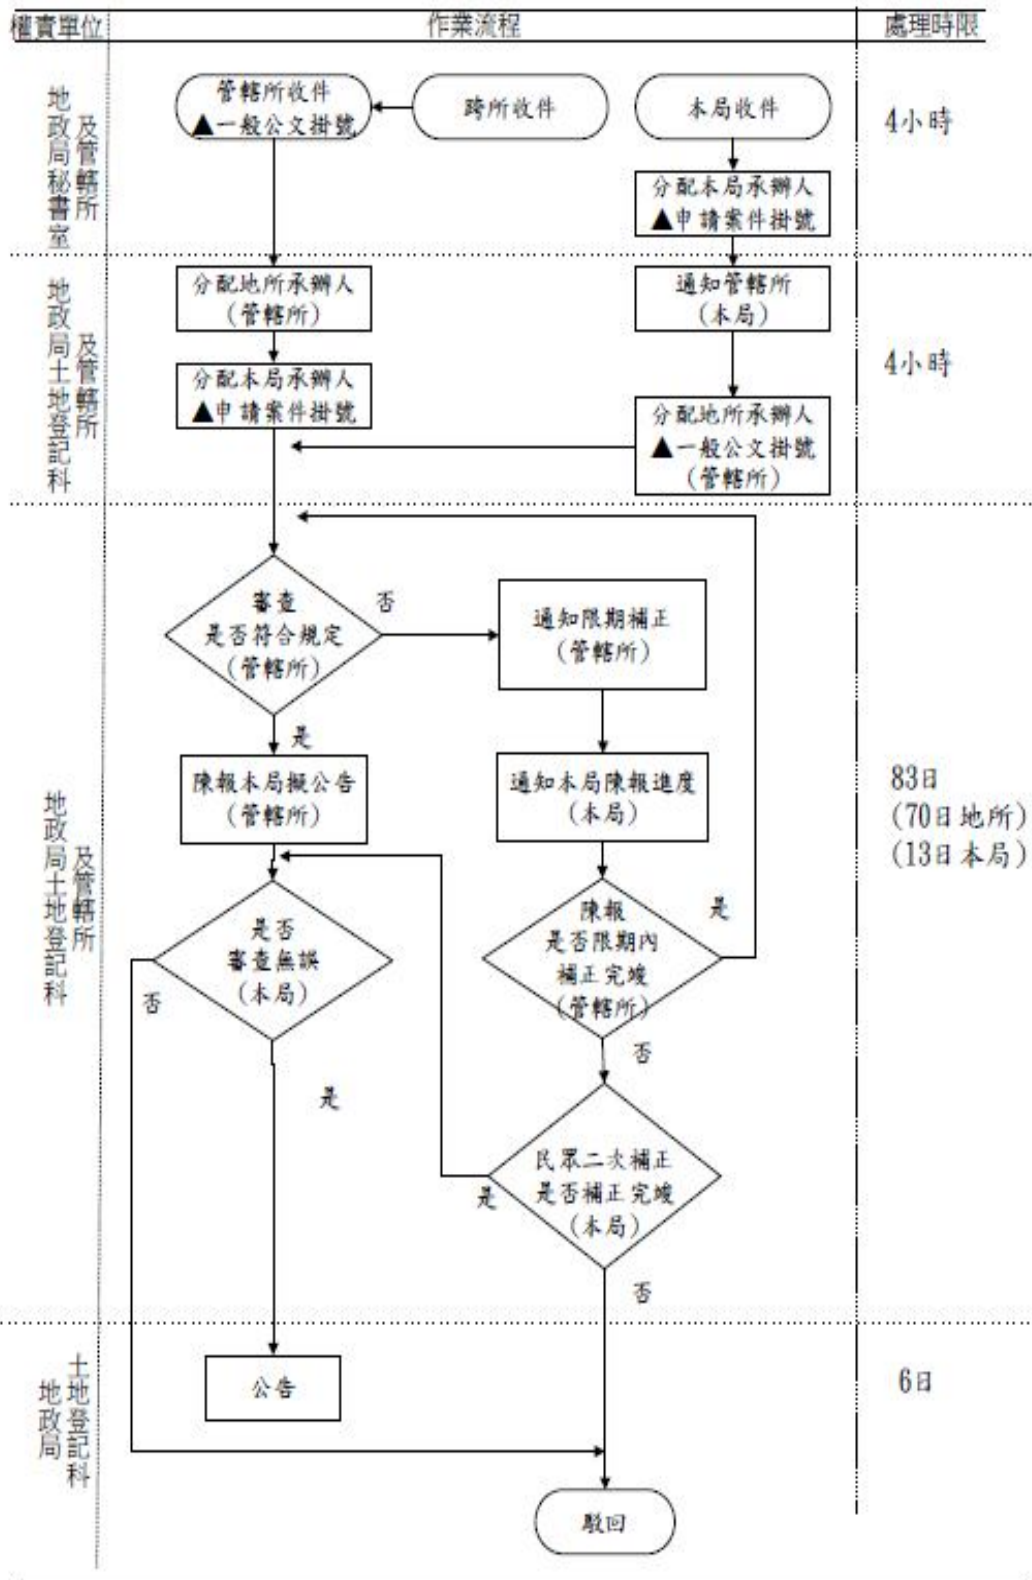 權責單位
作業流程
處理時限
地政局秘書室
及管轄所
管轄所收件
▲一般公文掛號
跨所收件
本局收件
4小時
分配本局承辦人
▲申請案件掛號
地政局土地登記科
及管轄所
分配地所承辦人
(管轄所)
通知管轄所
(本局)
4小時
分配本局承辦人
▲申請案件掛號
分配地所承辦人
▲一般公文掛號
(管轄所)
地政局土地登記科
及管轄所
審查
是否符合規定
(管轄所)
否
通知限期補正
(管轄所)
是
陳報本局擬公告
(管轄所)
通知本局陳報進度
(本局)
83日
(70日地所)
(13日本局)
是否
審查無誤
(本局)
否
是
陳報
是否限期內
補正完竣
(管轄所)
是
否
民眾二次補正
是否補正完竣
(本局)
是
否
地政局
土地登記科
公告
6日
駁回